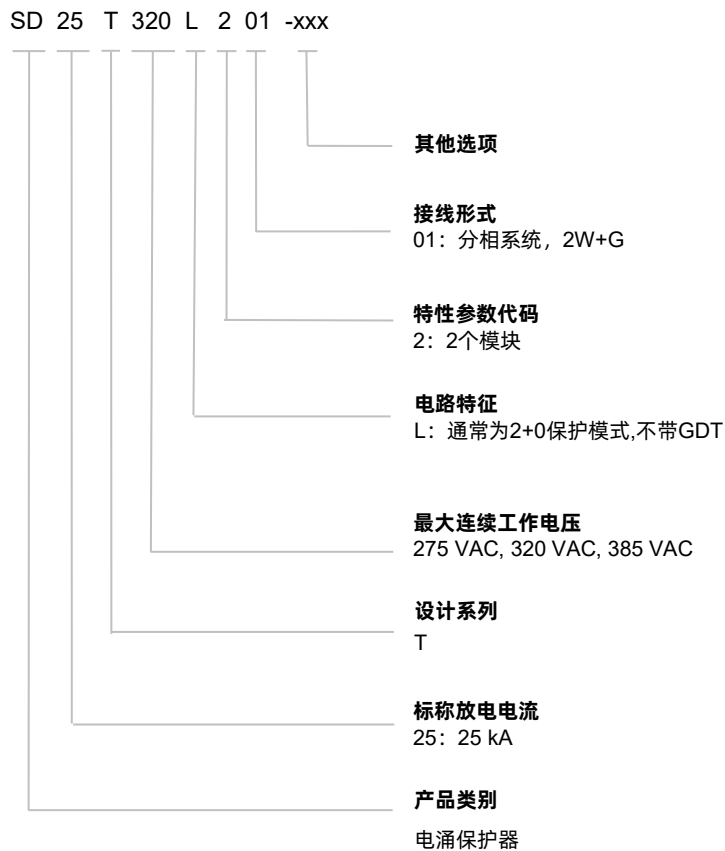 SD 25 T 320 L 2 01 -xxx
其他选项
接线形式
01：分相系统，2W+G
特性参数代码
2：2个模块
电路特征
L：通常为2+0保护模式,不带GDT
最大连续工作电压
275 VAC, 320 VAC, 385 VAC
设计系列
T
标称放电电流
25：25 kA
产品类别
电涌保护器